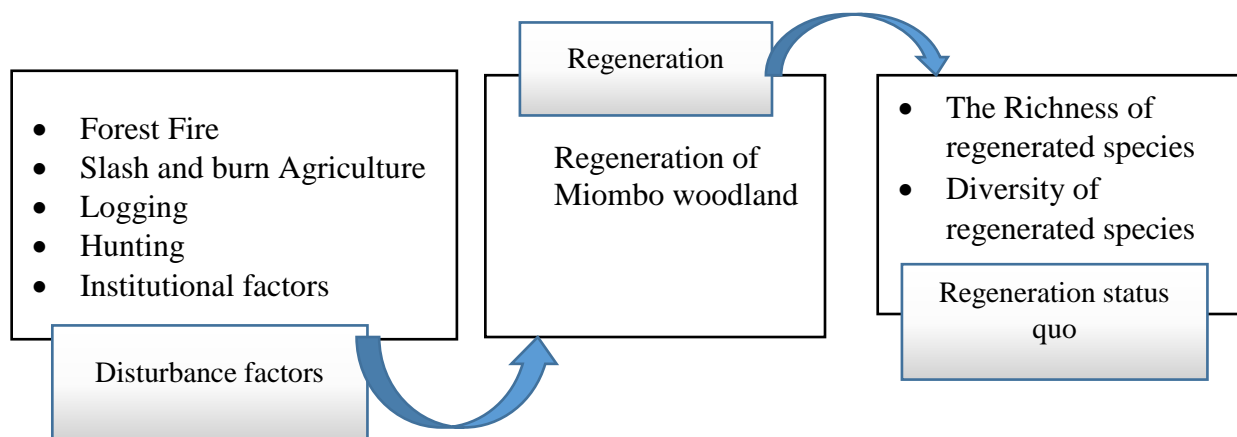 • Forest Fire
• Slash and burn Agriculture
• Logging
• Hunting
• Institutional factors
Disturbance factors
Regeneration
Regeneration of
Miombo woodland
• The Richness of
regenerated species
• Diversity of
regenerated species
Regeneration status
quo